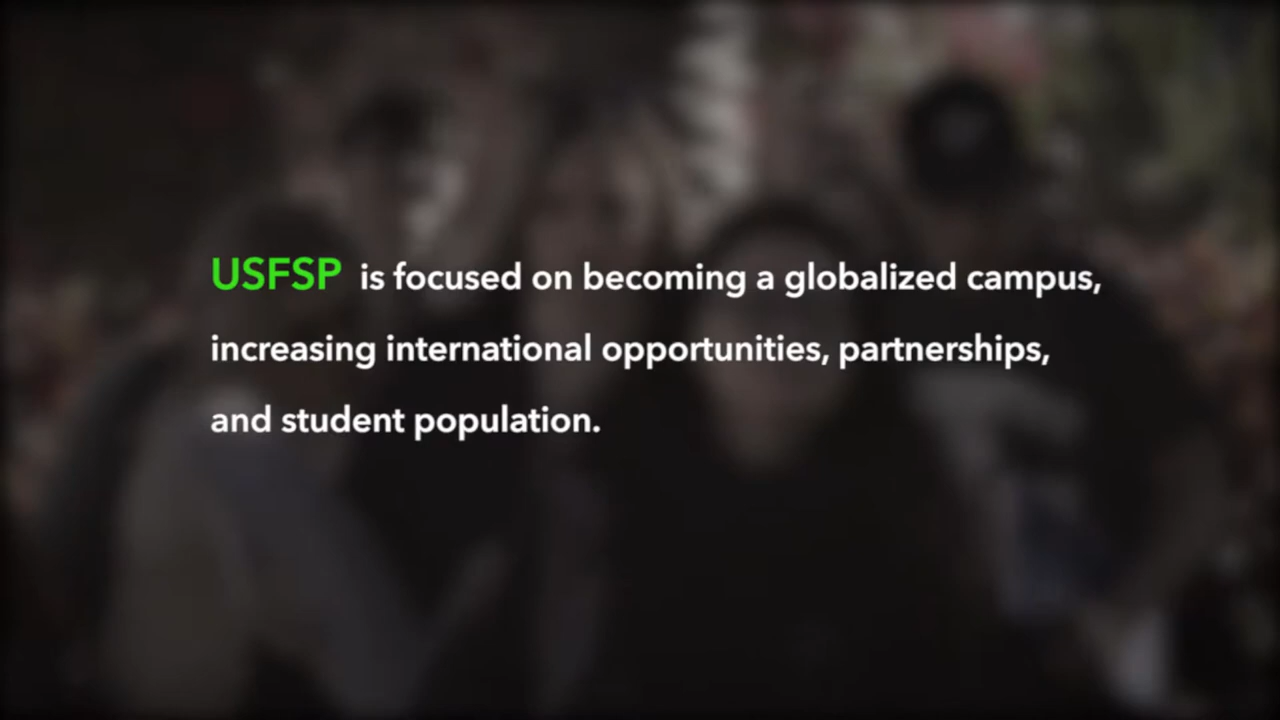 USFSP is focused on becoming a globalized campus,
increasing international opportunities, partnerships,
and student population.